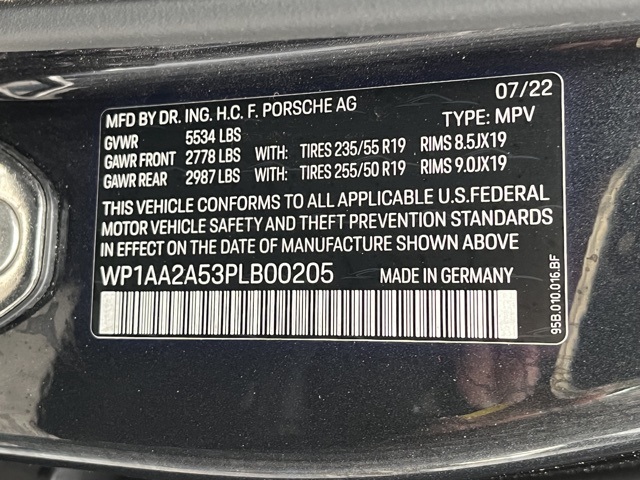 07/22
MFD BY DR. ING. H.C. F. PORSCHE AG
TYPE: MPV
GVWR 5534 LBS
GAWR FRONT 2778 LBS WITH: TIRES 235/55 R19 RIMS 8.5JX19
GAWR REAR 2987 LBS WITH: TIRES 255/50 R19 RIMS 9.0JX19
THIS VEHICLE CONFORMS TO ALL APPLICABLE U.S.FEDERAL
MOTOR VEHICLE SAFETY AND THEFT PREVENTION STANDARDS
IN EFFECT ON THE DATE OF MANUFACTURE SHOWN ABOVE
WP1AA2A53PLB00205 MADE IN GERMANY
95B.010.016.BF